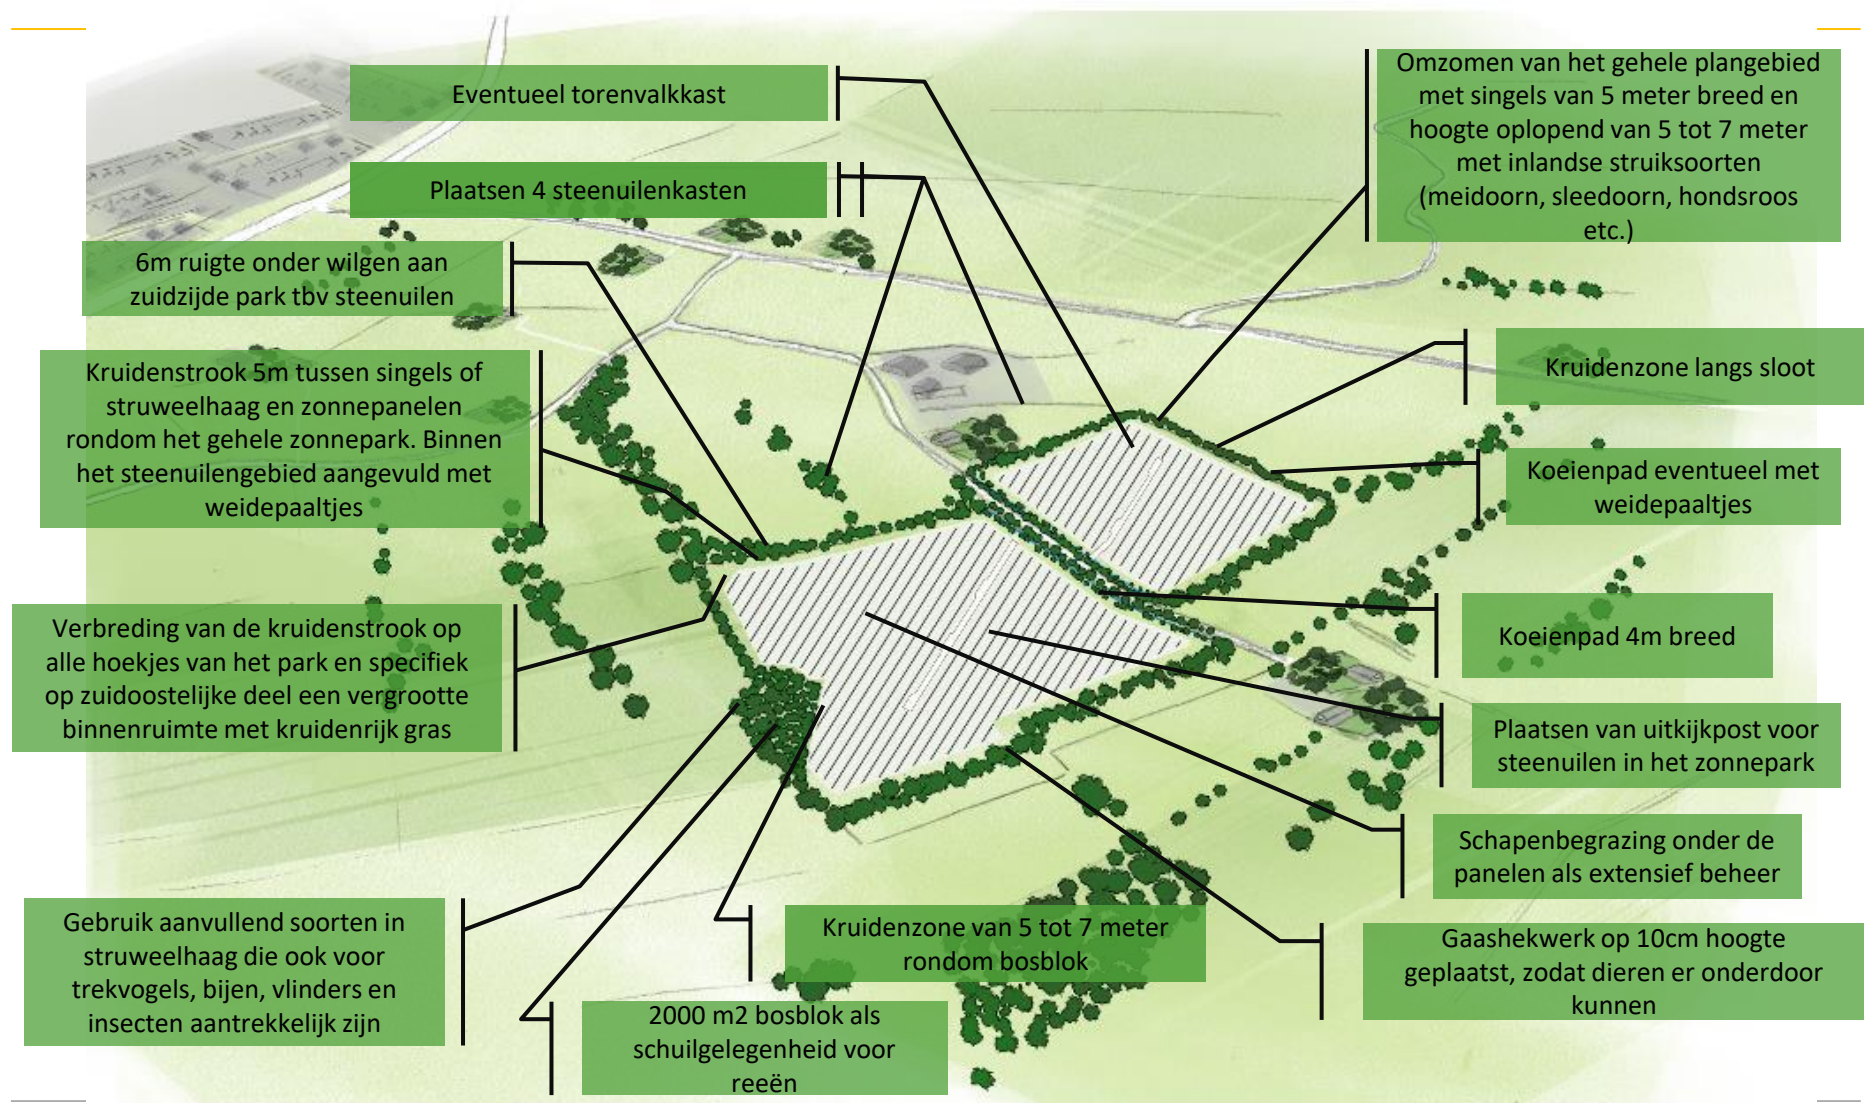 Eventueel torenvalkkast
Plaatsen 4 steenuilenkasten
6m ruigte onder wilgen aan
zuidzijde park tbv steenuilen
Kruidenstrook 5m tussen singels of
struweelhaag en zonnepanelen
rondom het gehele zonnepark. Binnen
het steenuilengebied aangevuld met
weidepaaltjes
Verbreding van de kruidenstrook op
alle hoekjes van het park en specifiek
op zuidoostelijke deel een vergrootte
binnenruimte met kruidenrijk gras
Gebruik aanvullend soorten in
struweelhaag die ook voor
trekvogels, bijen, vlinders en
insecten aantrekkelijk zijn
2000 m2 bosblok als
schuilgelegenheid voor
reeën
Kruidenzone van 5 tot 7 meter
rondom bosblok
Omzomen van het gehele plangebied
met singels van 5 meter breed en
hoogte oplopend van 5 tot 7 meter
met inlandse struiksoorten
(meidoorn, sleedoorn, hondsroos
etc.)
Kruidenzone langs sloot
Koeienpad eventueel met
weidepaaltjes
Koeienpad 4m breed
Plaatsen van uitkijkpost voor
steenuilen in het zonnepark
Schapenbegrazing onder de
panelen als extensief beheer
Gaashekwerk op 10cm hoogte
geplaatst, zodat dieren er onderdoor
kunnen